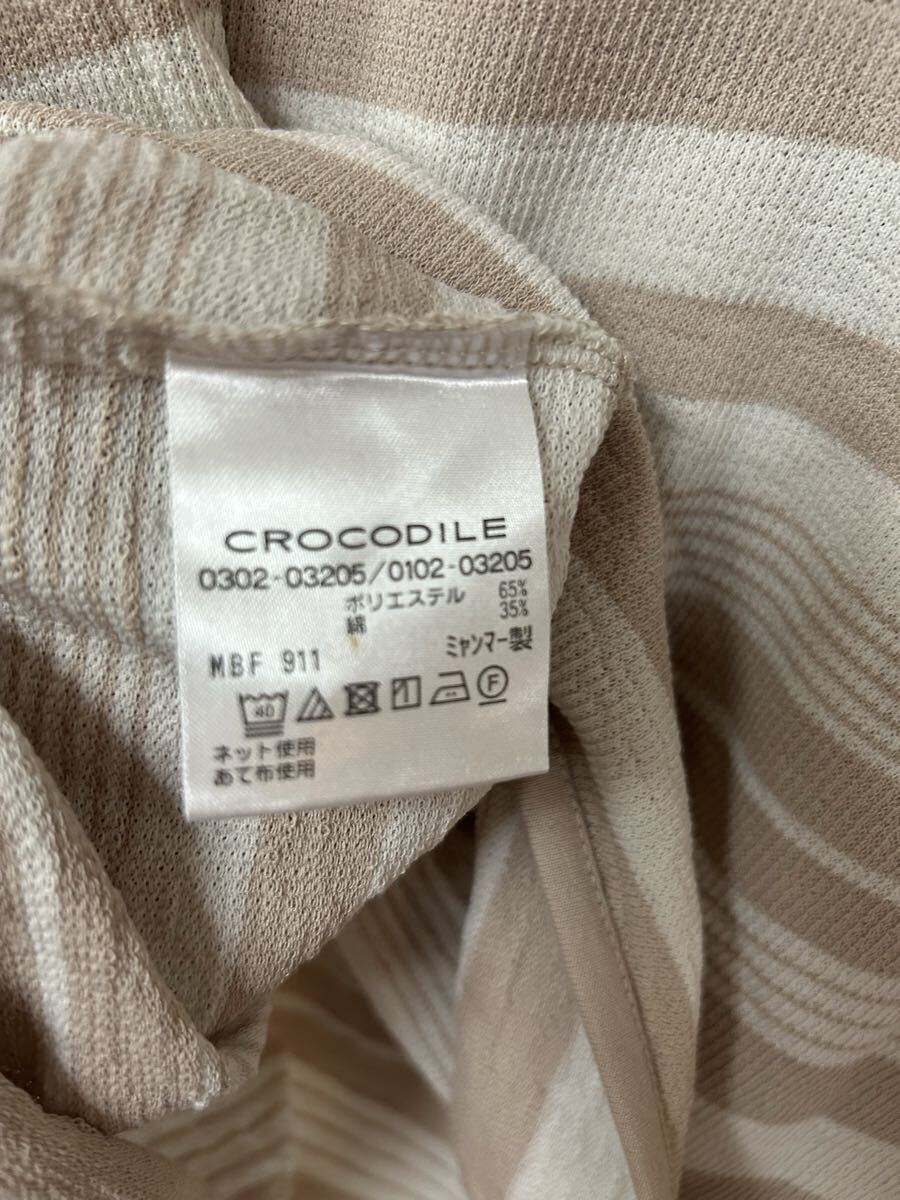 CROCODILE
0302-03205/0102-03205
ポリエステル 65%
綿 35%
MBF 911 ミャンマー製
40 F
ネット使用
あて布使用